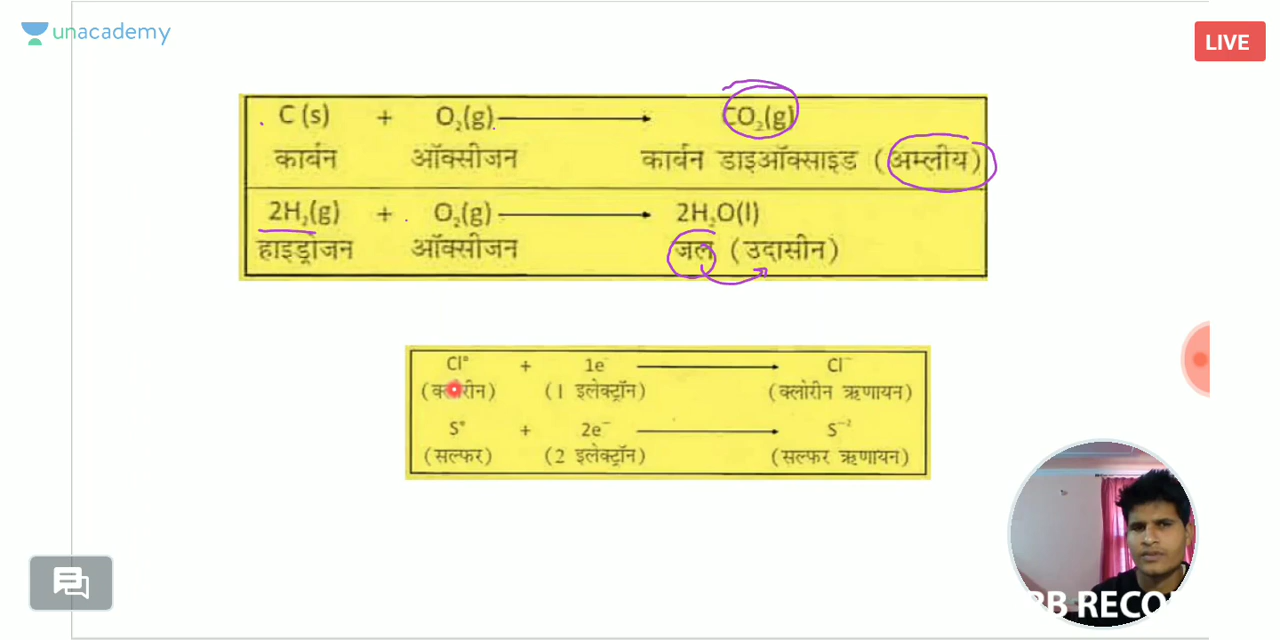 unacademy
LIVE
C (s) + O₂(g) → CO₂(g)
कार्बन ऑक्सीजन कार्बन डाइऑक्साइड (अम्लीय)
2H₂(g) + O₂(g) → 2H₂O(l)
हाइड्रोजन ऑक्सीजन जल (उदासीन)
Cl° + 1e⁻ → Cl⁻
(क्लोरीन) (1 इलेक्ट्रॉन) (क्लोरीन ऋणायन)
S° + 2e⁻ → S⁻²
(सल्फर) (2 इलेक्ट्रॉन) (सल्फर ऋणायन)